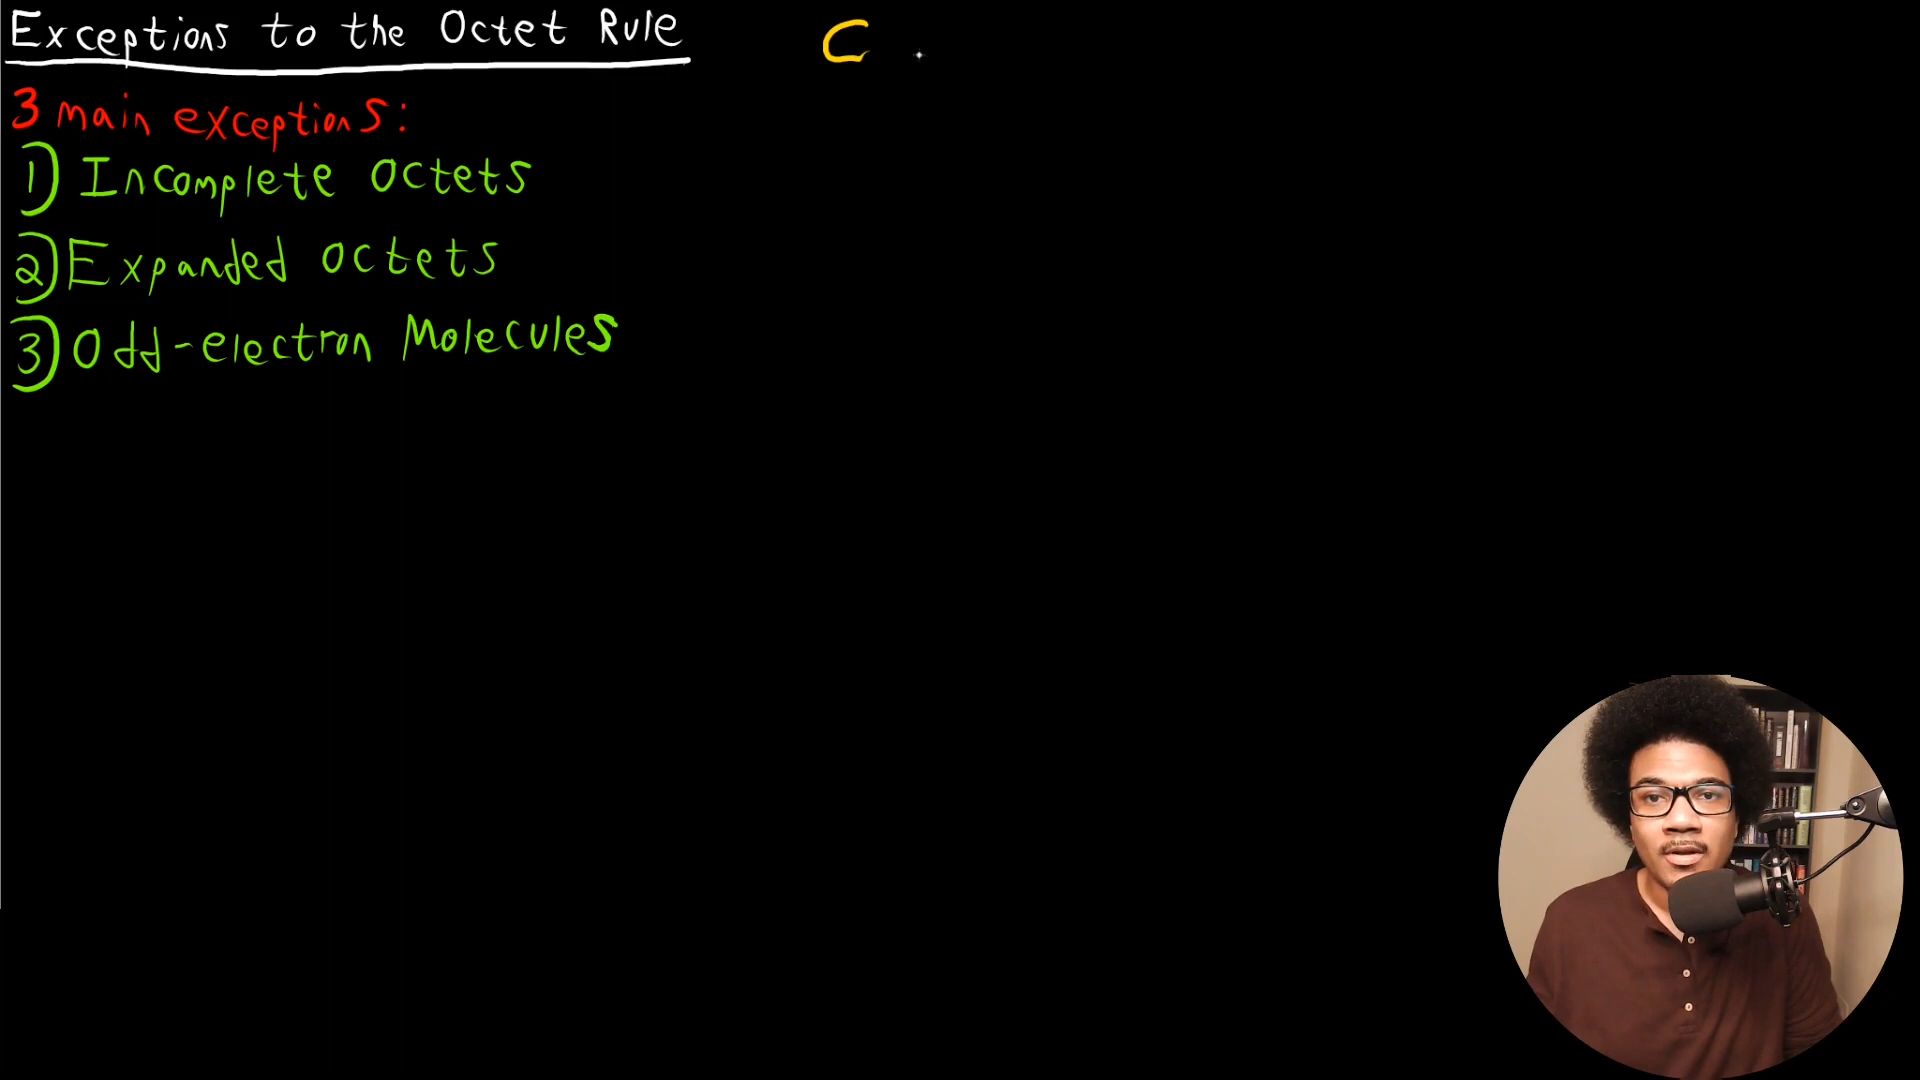 Exceptions to the Octet Rule
C
3 main exceptions:
1) Incomplete octets
2) Expanded octets
3) Odd-electron Molecules